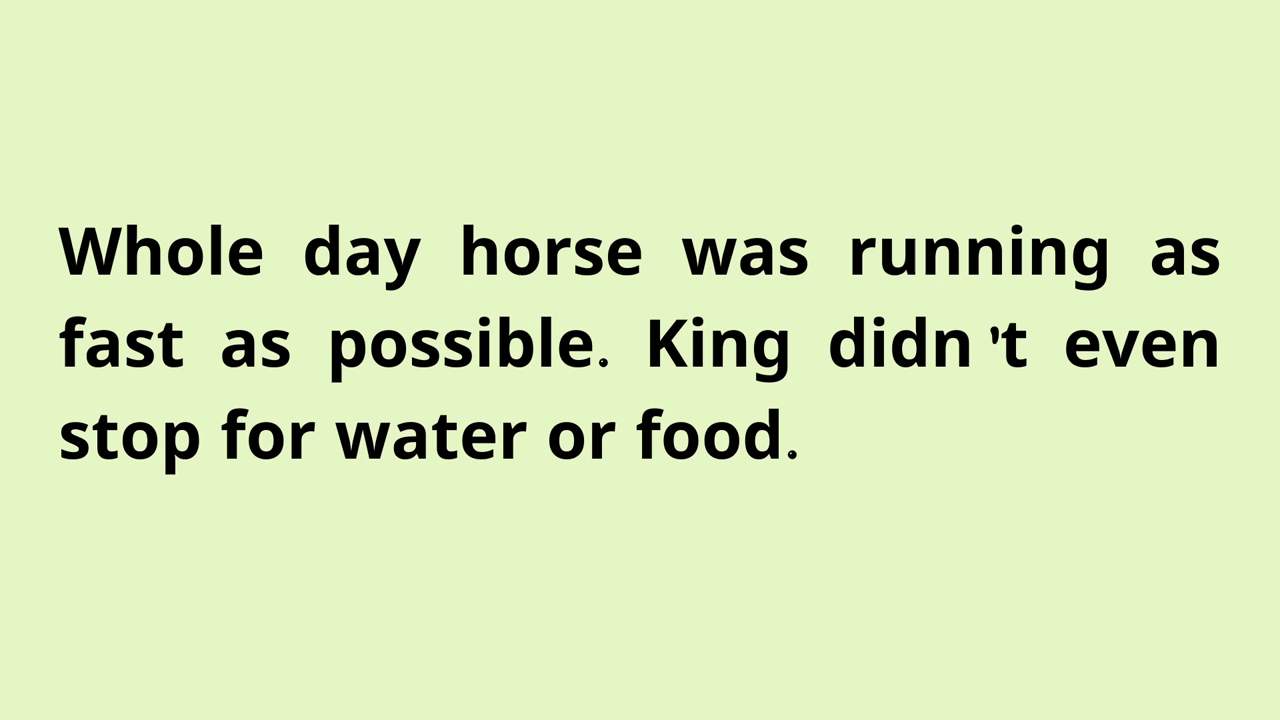 Whole day horse was running as
fast as possible. King didn't even
stop for water or food.